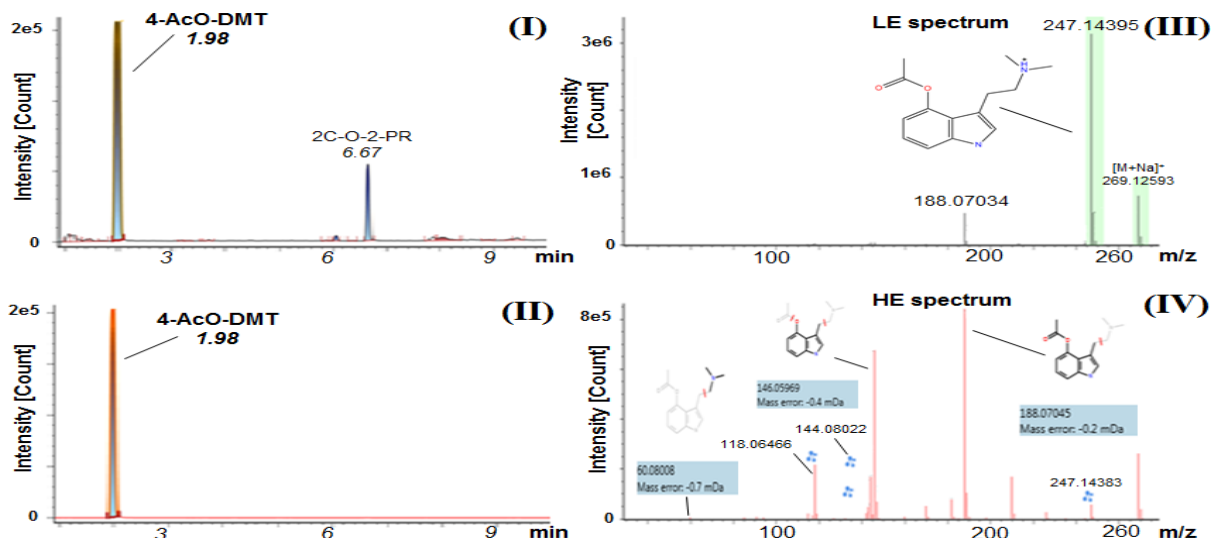 4-AcO-DMT
1.98
(I)
2e5
2C-O-2-PR
6.67
Intensity [Count]
0
3
6
9
min
4-AcO-DMT
1.98
(II)
2e5
Intensity [Count]
0
3
6
9
min
LE spectrum
247.14395
(III)
3e6
H
N
O
O
N
Intensity
[Count]
1e6
[M+Na]+
269.12593
188.07034
0
100
200
260
m/z
HE spectrum
(IV)
8e5
146.05969
Mass error: -0.4 mDa
188.07045
Mass error: -0.2 mDa
144.08022
118.06466
60.08008
Mass error: -0.7 mDa
247.14383
Intensity [Count]
0
100
200
260
m/z